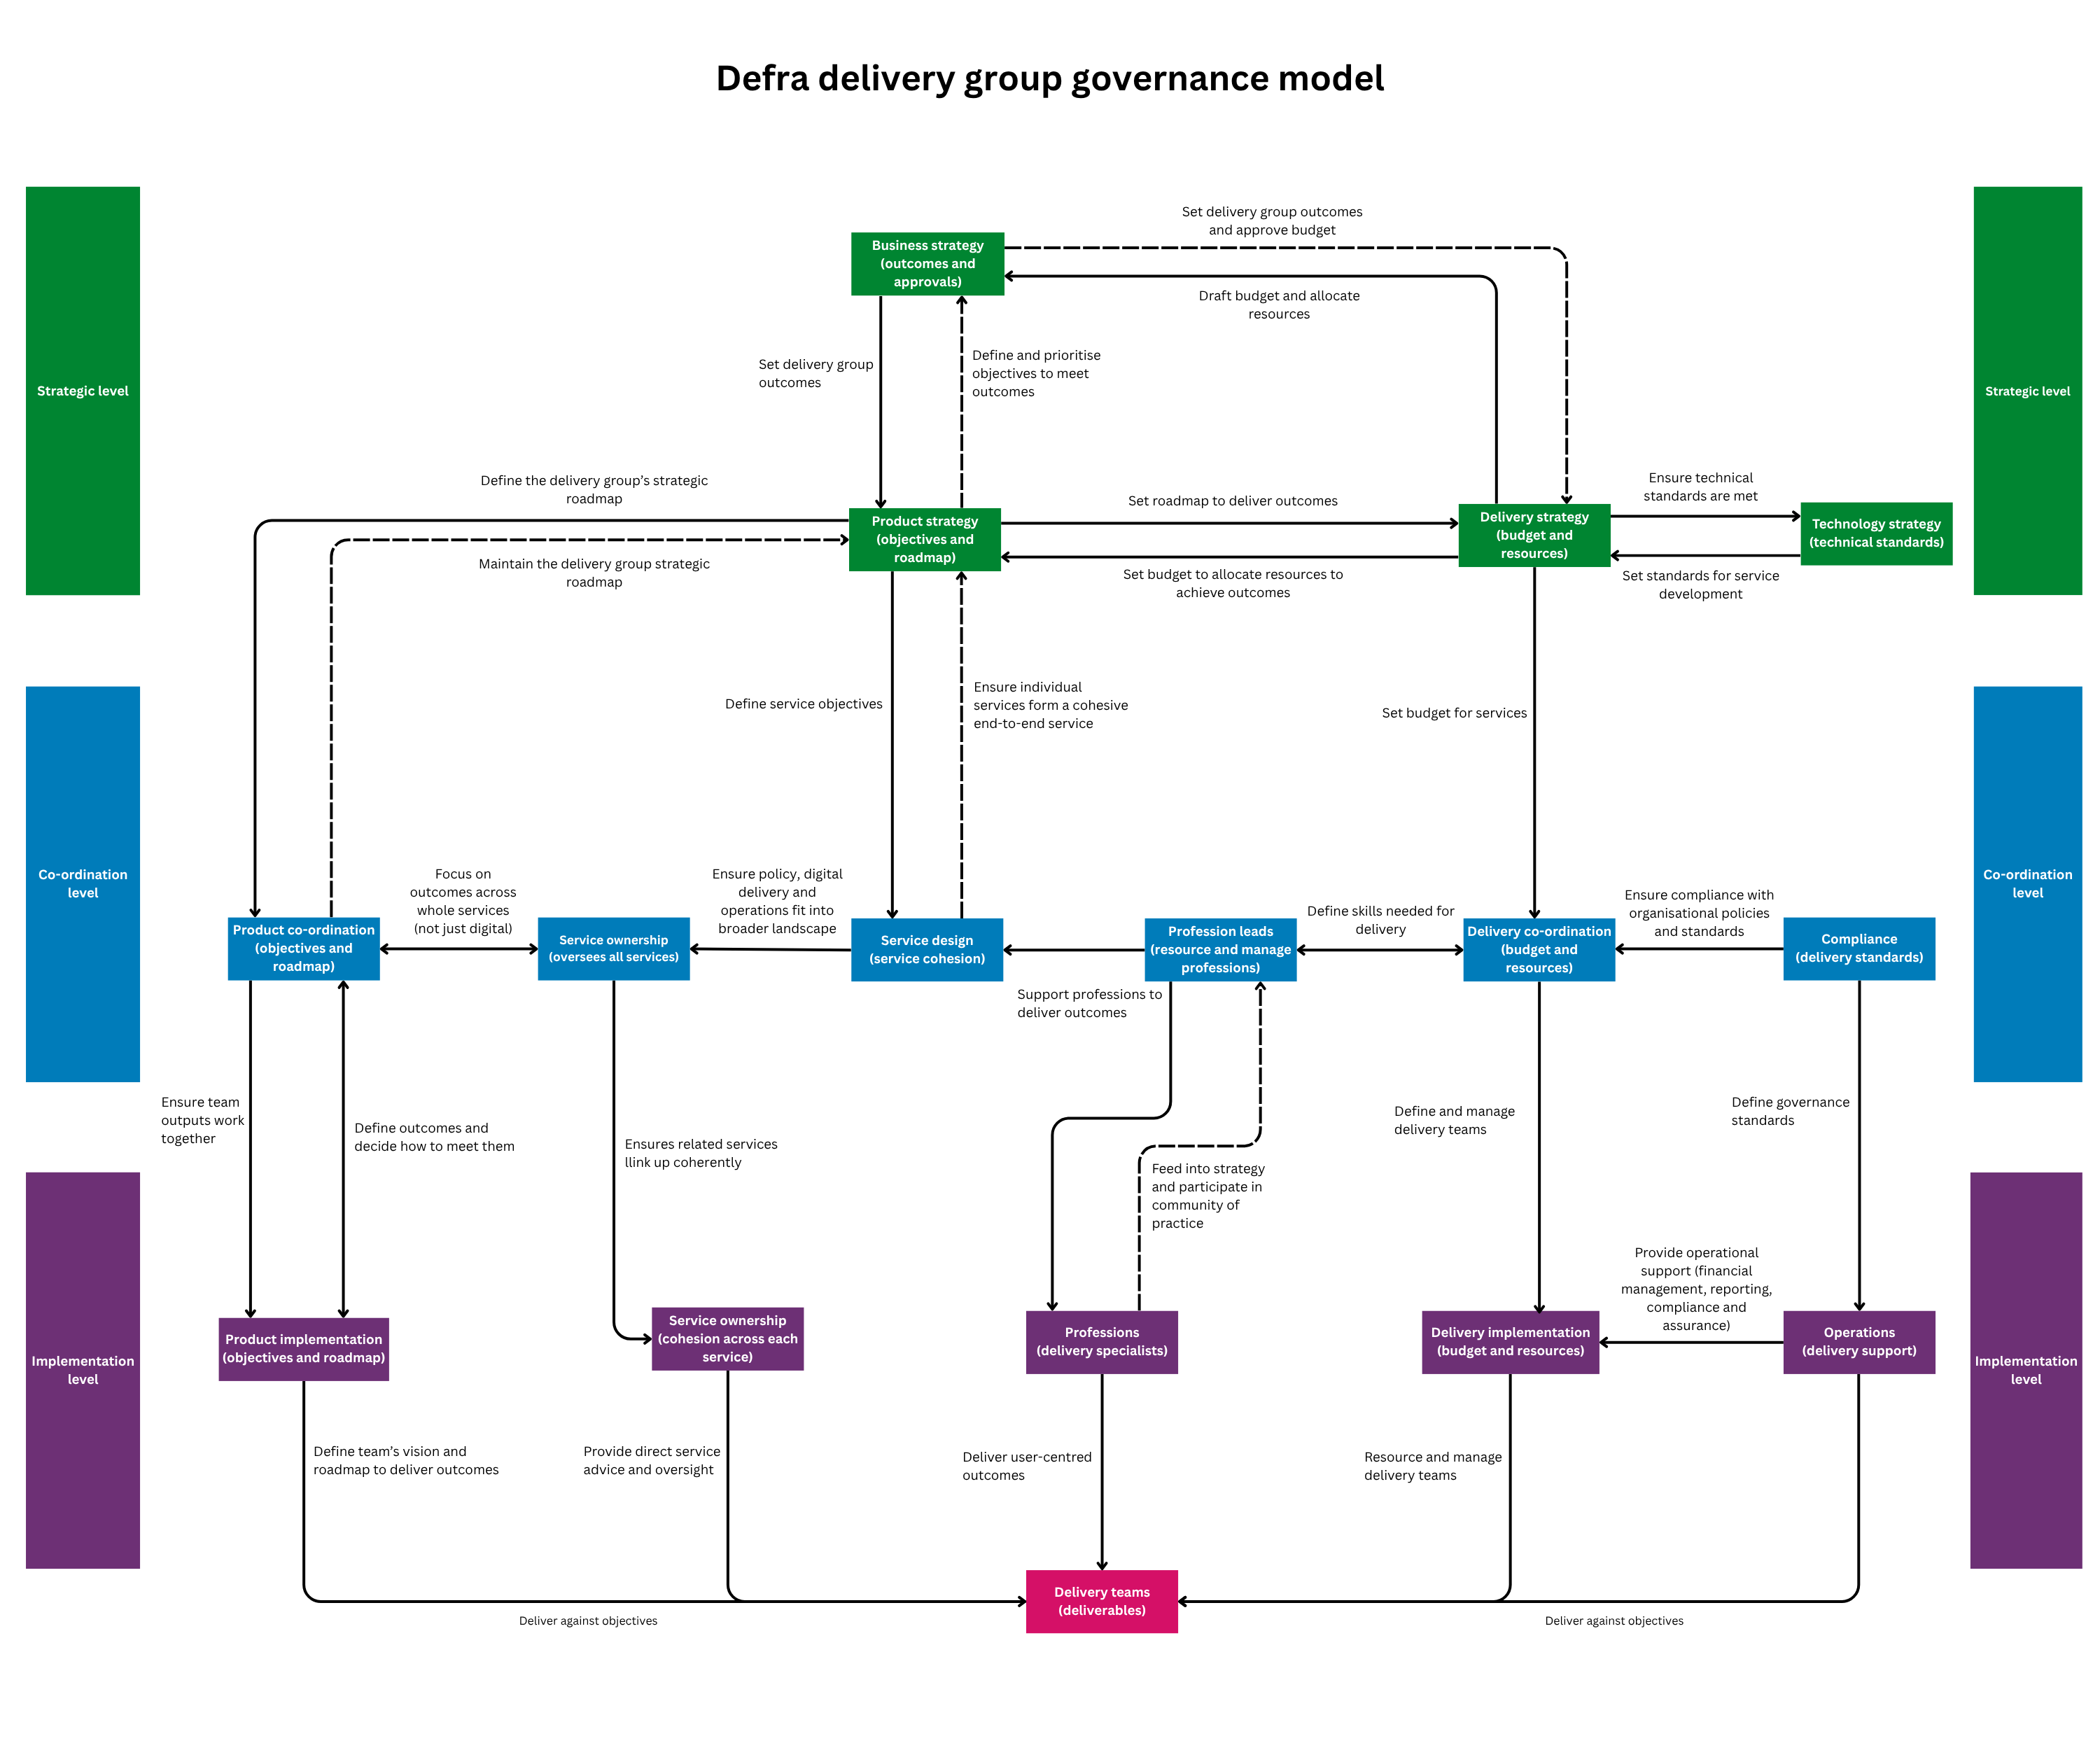 Defra delivery group governance model
Set delivery group outcomes
and approve budget
Business strategy
(outcomes and
approvals)
Draft budget and allocate
resources
Strategic level
Set delivery group
outcomes
Define and prioritise
objectives to meet
outcomes
Strategic level
Define the delivery group’s strategic
roadmap
Set roadmap to deliver outcomes
Ensure technical
standards are met
Product strategy
(objectives and
roadmap)
Delivery strategy
(budget and
resources)
Technology strategy
(technical standards)
Maintain the delivery group strategic
roadmap
Set budget to allocate resources to
achieve outcomes
Set standards for service
development
Define service objectives
Ensure individual
services form a cohesive
end-to-end service
Set budget for services
Co-ordination
level
Focus on
outcomes across
whole services
(not just digital)
Ensure policy, digital
delivery and
operations fit into
broader landscape
Define skills needed for
delivery
Ensure compliance with
organisational policies
and standards
Co-ordination
level
Product co-ordination
(objectives and
roadmap)
Service ownership
(oversees all services)
Service design
(service cohesion)
Profession leads
(resource and manage
professions)
Delivery co-ordination
(budget and
resources)
Compliance
(delivery standards)
Support professions to
deliver outcomes
Ensure team
outputs work
together
Define outcomes and
decide how to meet them
Ensures related services
llink up coherently
Feed into strategy
and participate in
community of
practice
Define and manage
delivery teams
Define governance
standards
Provide operational
support (financial
management, reporting,
compliance and
assurance)
Implementation
level
Product implementation
(objectives and roadmap)
Service ownership
(cohesion across each
service)
Professions
(delivery specialists)
Delivery implementation
(budget and resources)
Operations
(delivery support)
Implementation
level
Define team’s vision and
roadmap to deliver outcomes
Provide direct service
advice and oversight
Deliver user-centred
outcomes
Resource and manage
delivery teams
Delivery teams
(deliverables)
Deliver against objectives
Deliver against objectives